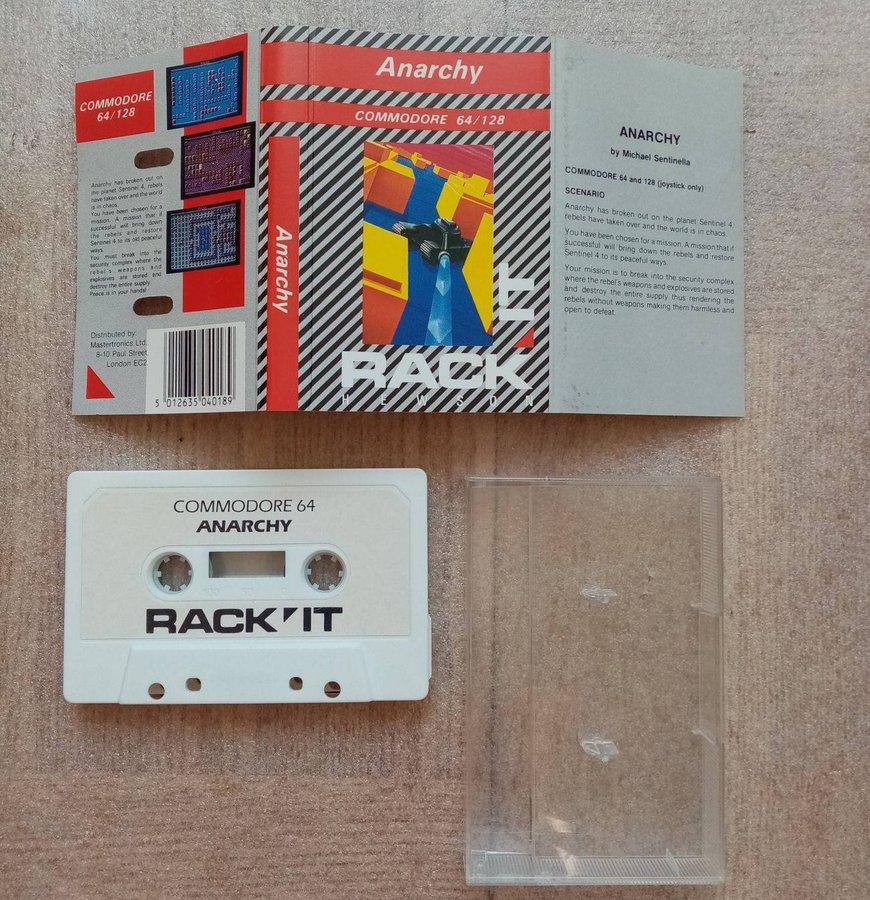 COMMODORE
64/128
Anarchy has broken out on
the planet Sentinel 4, rebels
have taken over and the world
is in chaos.
You have been chosen for a
mission. A mission that if
successful will bring down
the rebels and restore
Sentinel 4 to its old peaceful
ways.
You must break into the
security complex where the
rebel's weapons and
explosives are stored and
destroy the entire supply.
Peace is in your hands!
Distributed by:
Mastertronics Ltd.
8-10 Paul Street,
London EC2
5 012635 040189
Anarchy
Anarchy
COMMODORE 64/128
RACK IT
HEWSON
ANARCHY
by Michael Sentinella
COMMODORE 64 and 128 (joystick only)
SCENARIO
Anarchy has broken out on the planet Sentinel 4,
rebels have taken over and the world is in chaos.
You have been chosen for a mission. A mission that if
successful will bring down the rebels and restore
Sentinel 4 to its peaceful ways.
Your mission is to break into the security complex
where the rebel's weapons and explosives are stored
and destroy the entire supply thus rendering the
rebels without weapons making them harmless and
open to defeat.
COMMODORE 64
ANARCHY
RACK'IT